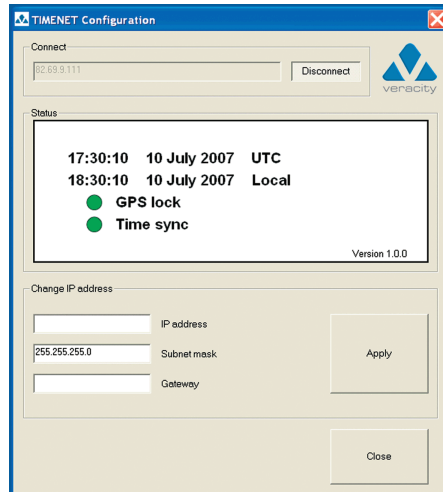 TIMENET Configuration
Connect
82.69.9.111
Disconnect
veracity
Status
17:30:10 10 July 2007 UTC
18:30:10 10 July 2007 Local
GPS lock
Time sync
Version 1.0.0
Change IP address
IP address
255.255.255.0 Subnet mask
Apply
Gateway
Close